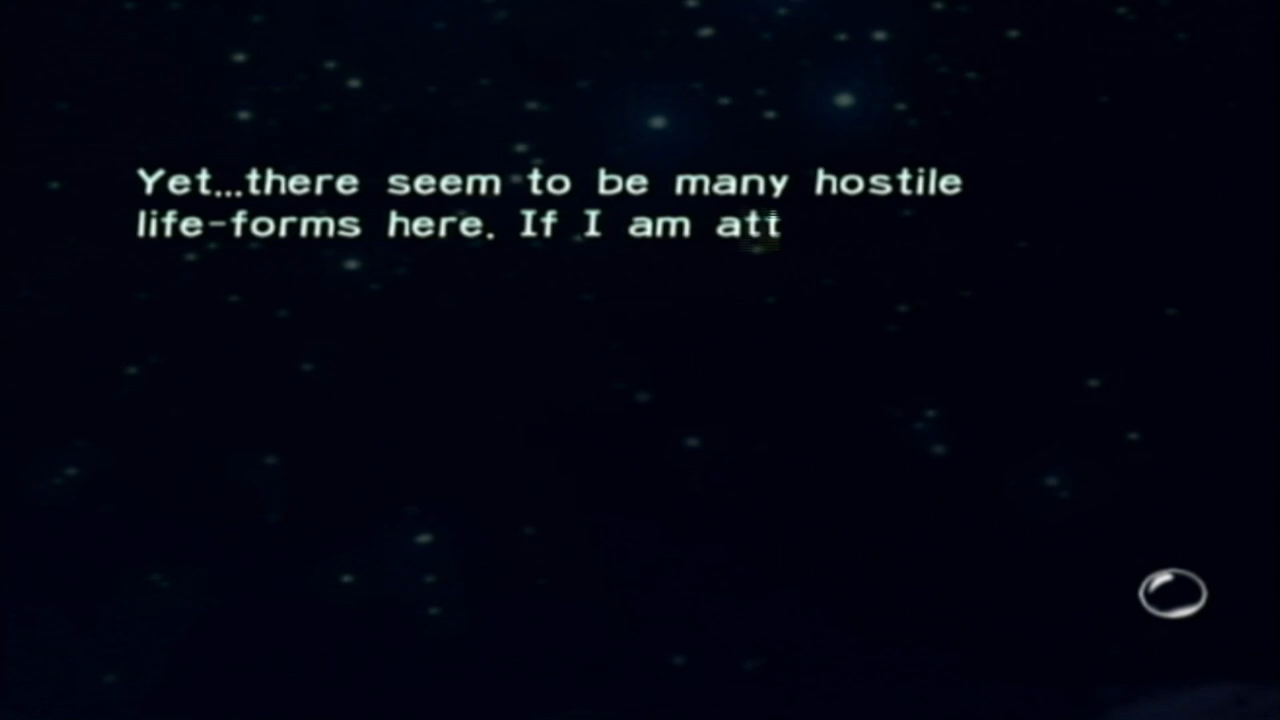 Yet...there seem to be many hostile
life-forms here. If I am att